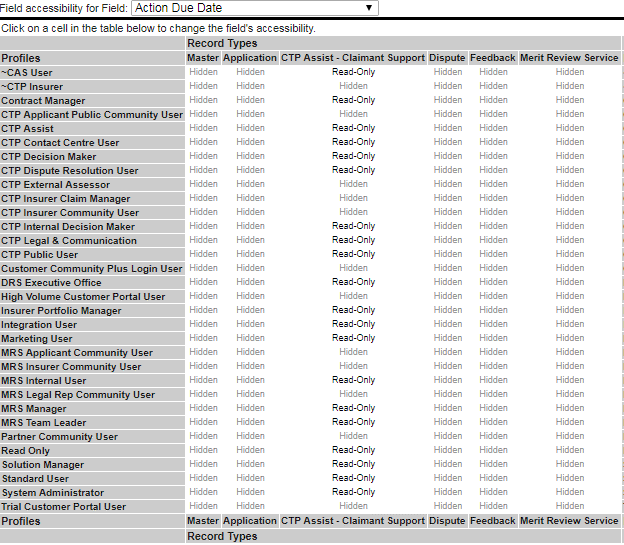 Field accessibility for Field: Action Due Date
Click on a cell in the table below to change the field's accessibility.
Record Types
Profiles Master Application CTP Assist - Claimant Support Dispute Feedback Merit Review Service
~CAS User Hidden Hidden Read-Only Hidden Hidden Hidden
~CTP Insurer Hidden Hidden Hidden Hidden Hidden Hidden
Contract Manager Hidden Hidden Read-Only Hidden Hidden Hidden
CTP Applicant Public Community User Hidden Hidden Hidden Hidden Hidden Hidden
CTP Assist Hidden Hidden Read-Only Hidden Hidden Hidden
CTP Contact Centre User Hidden Hidden Read-Only Hidden Hidden Hidden
CTP Decision Maker Hidden Hidden Read-Only Hidden Hidden Hidden
CTP Dispute Resolution User Hidden Hidden Read-Only Hidden Hidden Hidden
CTP External Assessor Hidden Hidden Hidden Hidden Hidden Hidden
CTP Insurer Claim Manager Hidden Hidden Hidden Hidden Hidden Hidden
CTP Insurer Community User Hidden Hidden Hidden Hidden Hidden Hidden
CTP Internal Decision Maker Hidden Hidden Read-Only Hidden Hidden Hidden
CTP Legal & Communication Hidden Hidden Read-Only Hidden Hidden Hidden
CTP Public User Hidden Hidden Read-Only Hidden Hidden Hidden
Customer Community Plus Login User Hidden Hidden Hidden Hidden Hidden Hidden
DRS Executive Office Hidden Hidden Read-Only Hidden Hidden Hidden
High Volume Customer Portal User Hidden Hidden Hidden Hidden Hidden Hidden
Insurer Portfolio Manager Hidden Hidden Read-Only Hidden Hidden Hidden
Integration User Hidden Hidden Read-Only Hidden Hidden Hidden
Marketing User Hidden Hidden Read-Only Hidden Hidden Hidden
MRS Applicant Community User Hidden Hidden Hidden Hidden Hidden Hidden
MRS Insurer Community User Hidden Hidden Hidden Hidden Hidden Hidden
MRS Internal User Hidden Hidden Read-Only Hidden Hidden Hidden
MRS Legal Rep Community User Hidden Hidden Hidden Hidden Hidden Hidden
MRS Manager Hidden Hidden Read-Only Hidden Hidden Hidden
MRS Team Leader Hidden Hidden Read-Only Hidden Hidden Hidden
Partner Community User Hidden Hidden Hidden Hidden Hidden Hidden
Read Only Hidden Hidden Read-Only Hidden Hidden Hidden
Solution Manager Hidden Hidden Read-Only Hidden Hidden Hidden
Standard User Hidden Hidden Read-Only Hidden Hidden Hidden
System Administrator Hidden Hidden Read-Only Hidden Hidden Hidden
Trial Customer Portal User Hidden Hidden Hidden Hidden Hidden Hidden
Profiles Master Application CTP Assist - Claimant Support Dispute Feedback Merit Review Service
Record Types